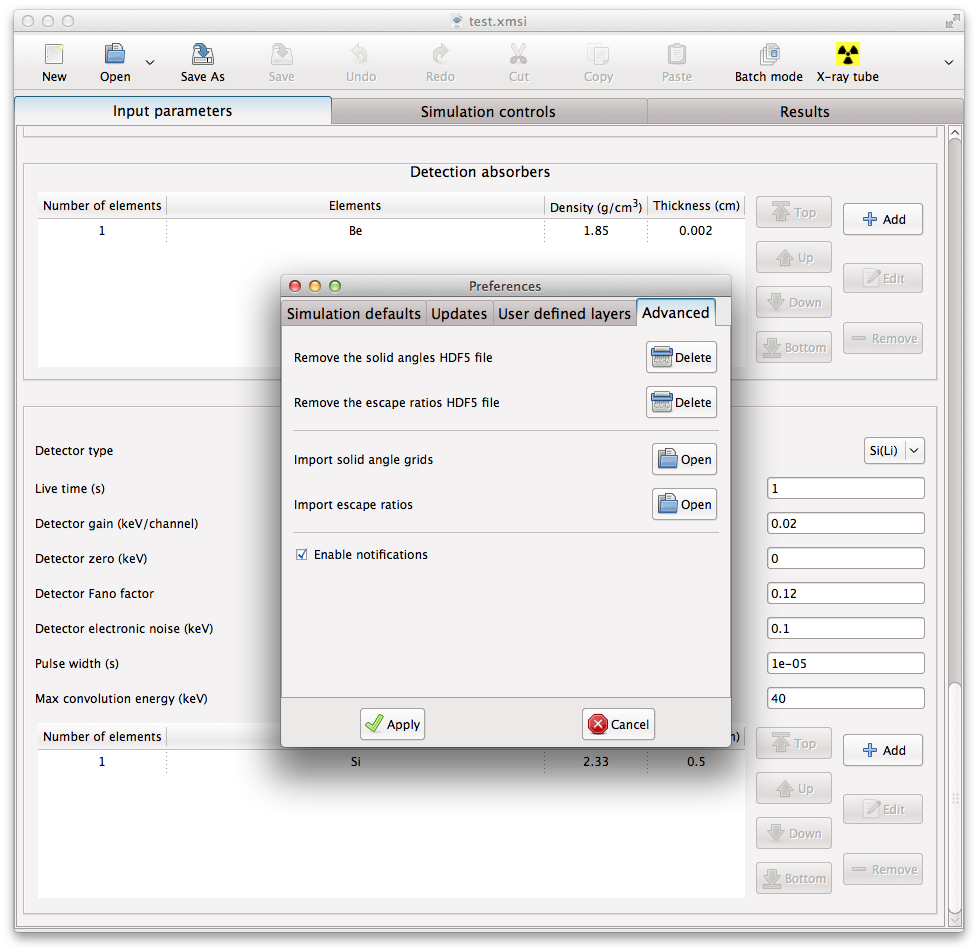 test.xmsi
New Open Save As Save Undo Redo Cut Copy Paste Batch mode X-ray tube
Input parameters Simulation controls Results
Detection absorbers
Number of elements Elements Density (g/cm3) Thickness (cm)
1 Be 1.85 0.002
Top
Add
Up
Edit
Down
Remove
Bottom
Preferences
Simulation defaults Updates User defined layers Advanced
Remove the solid angles HDF5 file Delete
Remove the escape ratios HDF5 file Delete
Import solid angle grids Open
Import escape ratios Open
Enable notifications
Apply Cancel
Detector type Si(Li)
Live time (s) 1
Detector gain (keV/channel) 0.02
Detector zero (keV) 0
Detector Fano factor 0.12
Detector electronic noise (keV) 0.1
Pulse width (s) 1e-05
Max convolution energy (keV) 40
Number of elements
1 Si 2.33 0.5
Top
Add
Up
Edit
Down
Remove
Bottom